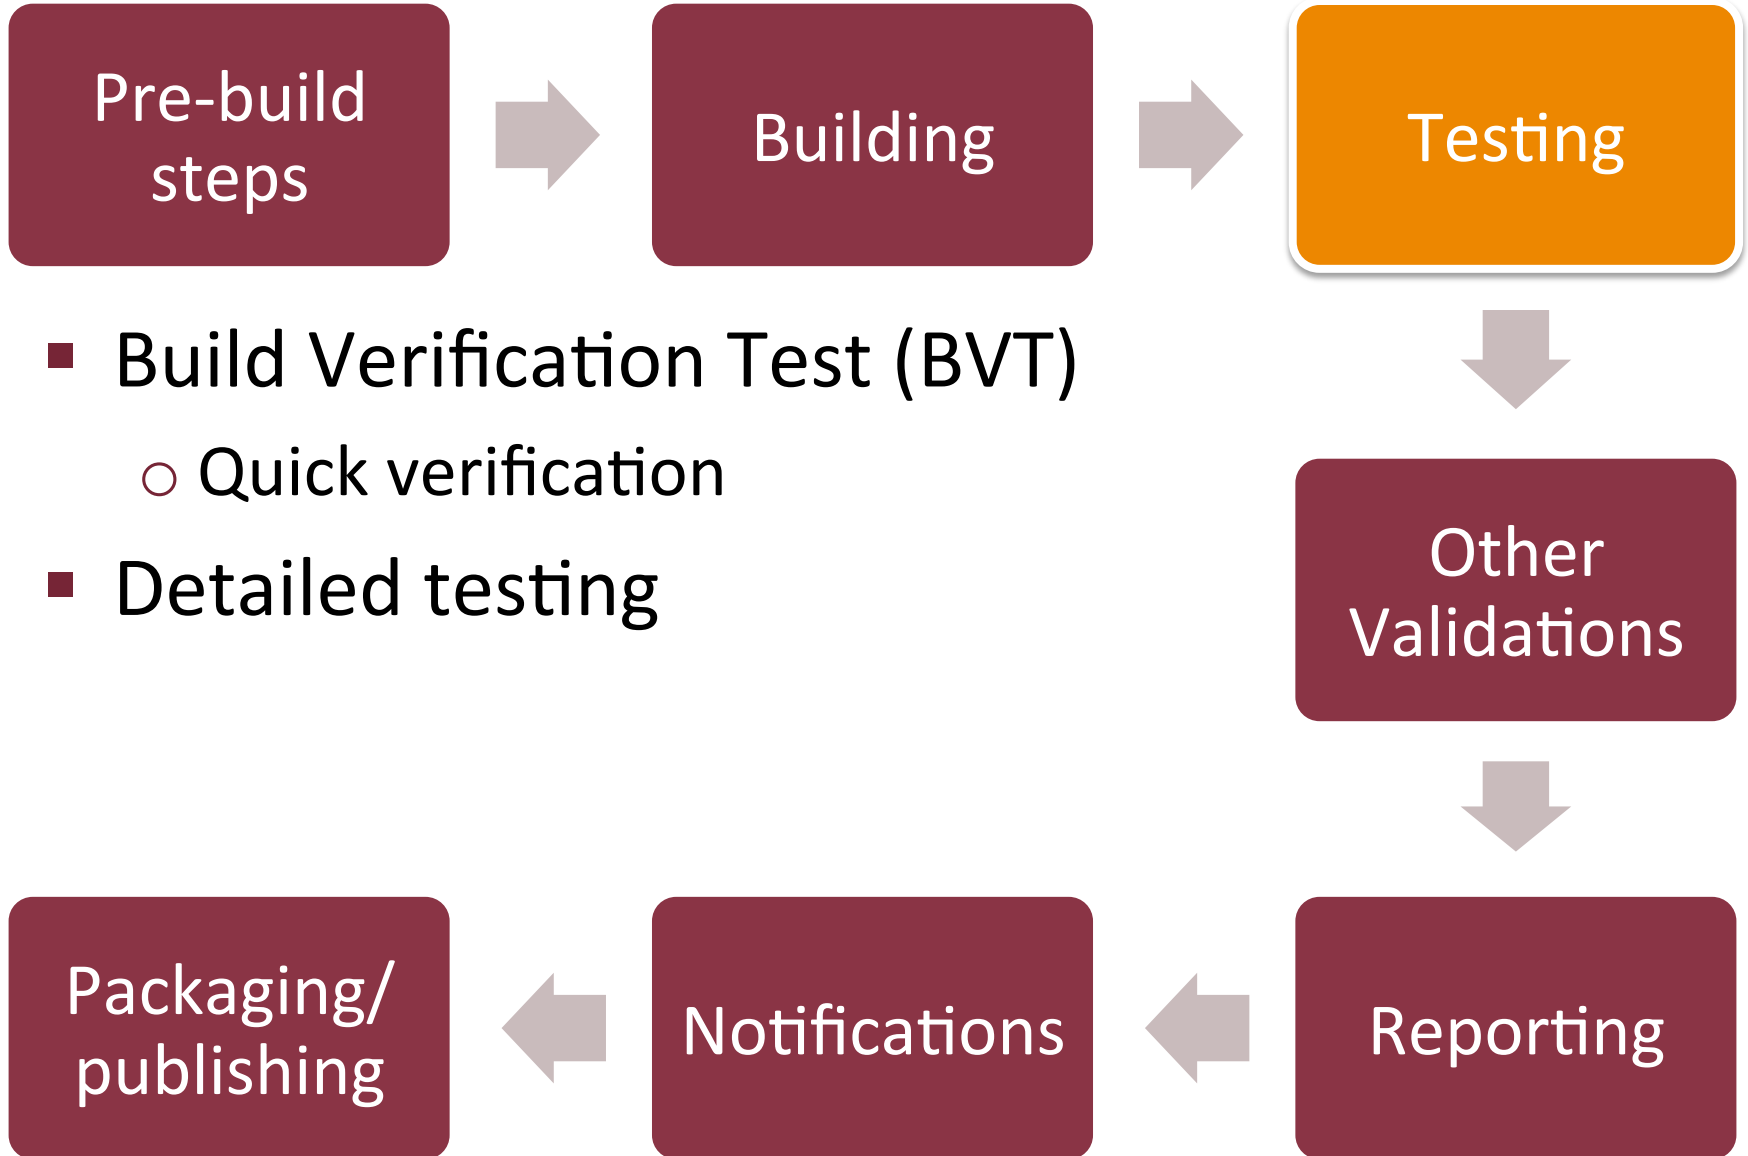 Pre-build
steps
Building
Testing
▪ Build Verification Test (BVT)
○ Quick verification
▪ Detailed testing
Other
Validations
Reporting
Notifications
Packaging/
publishing